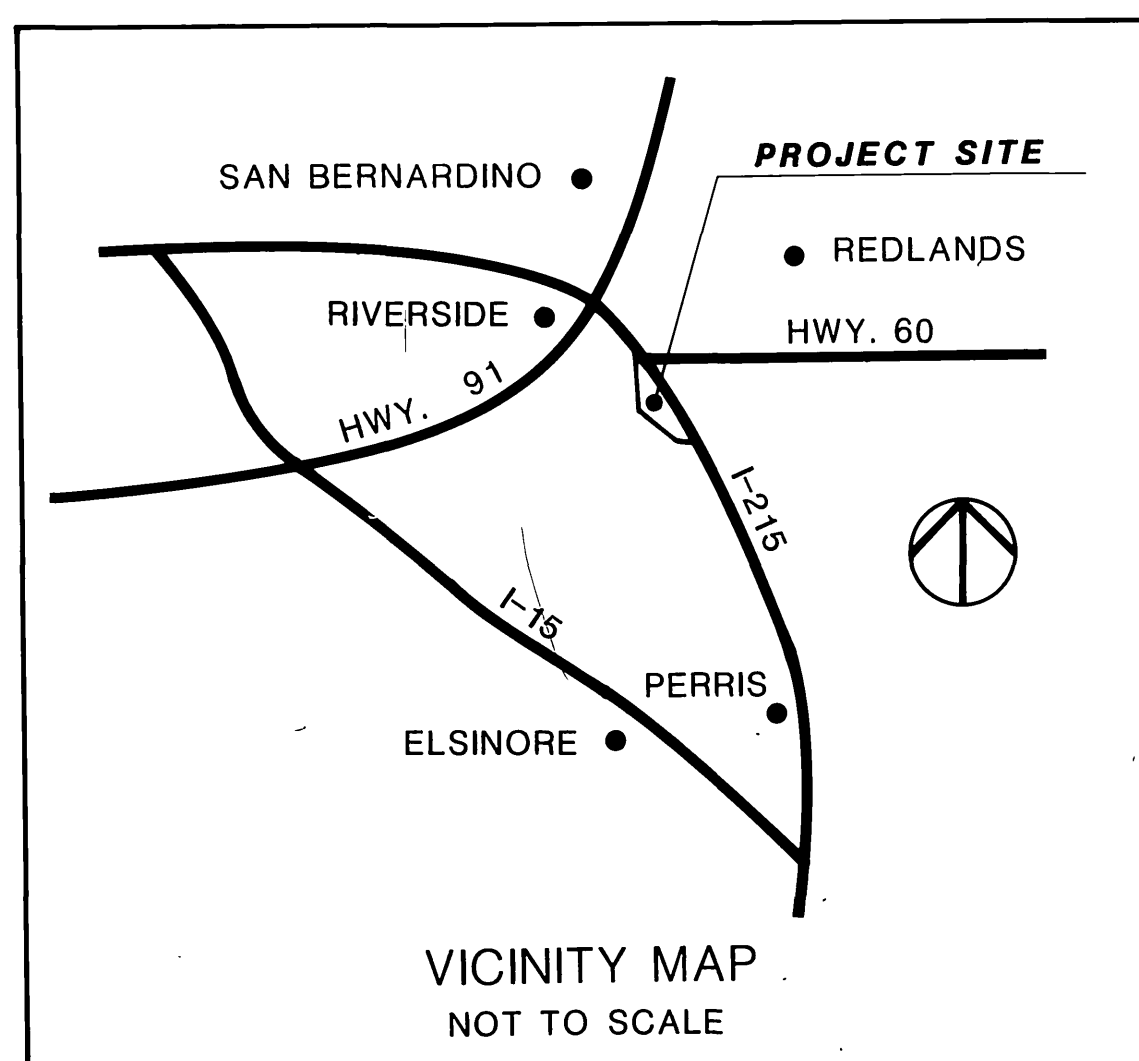 PROJECT SITE
SAN BERNARDINO
REDLANDS
RIVERSIDE
HWY. 60
HWY. 91
I-215
I-15
PERRIS
ELSINORE
VICINITY MAP
NOT TO SCALE